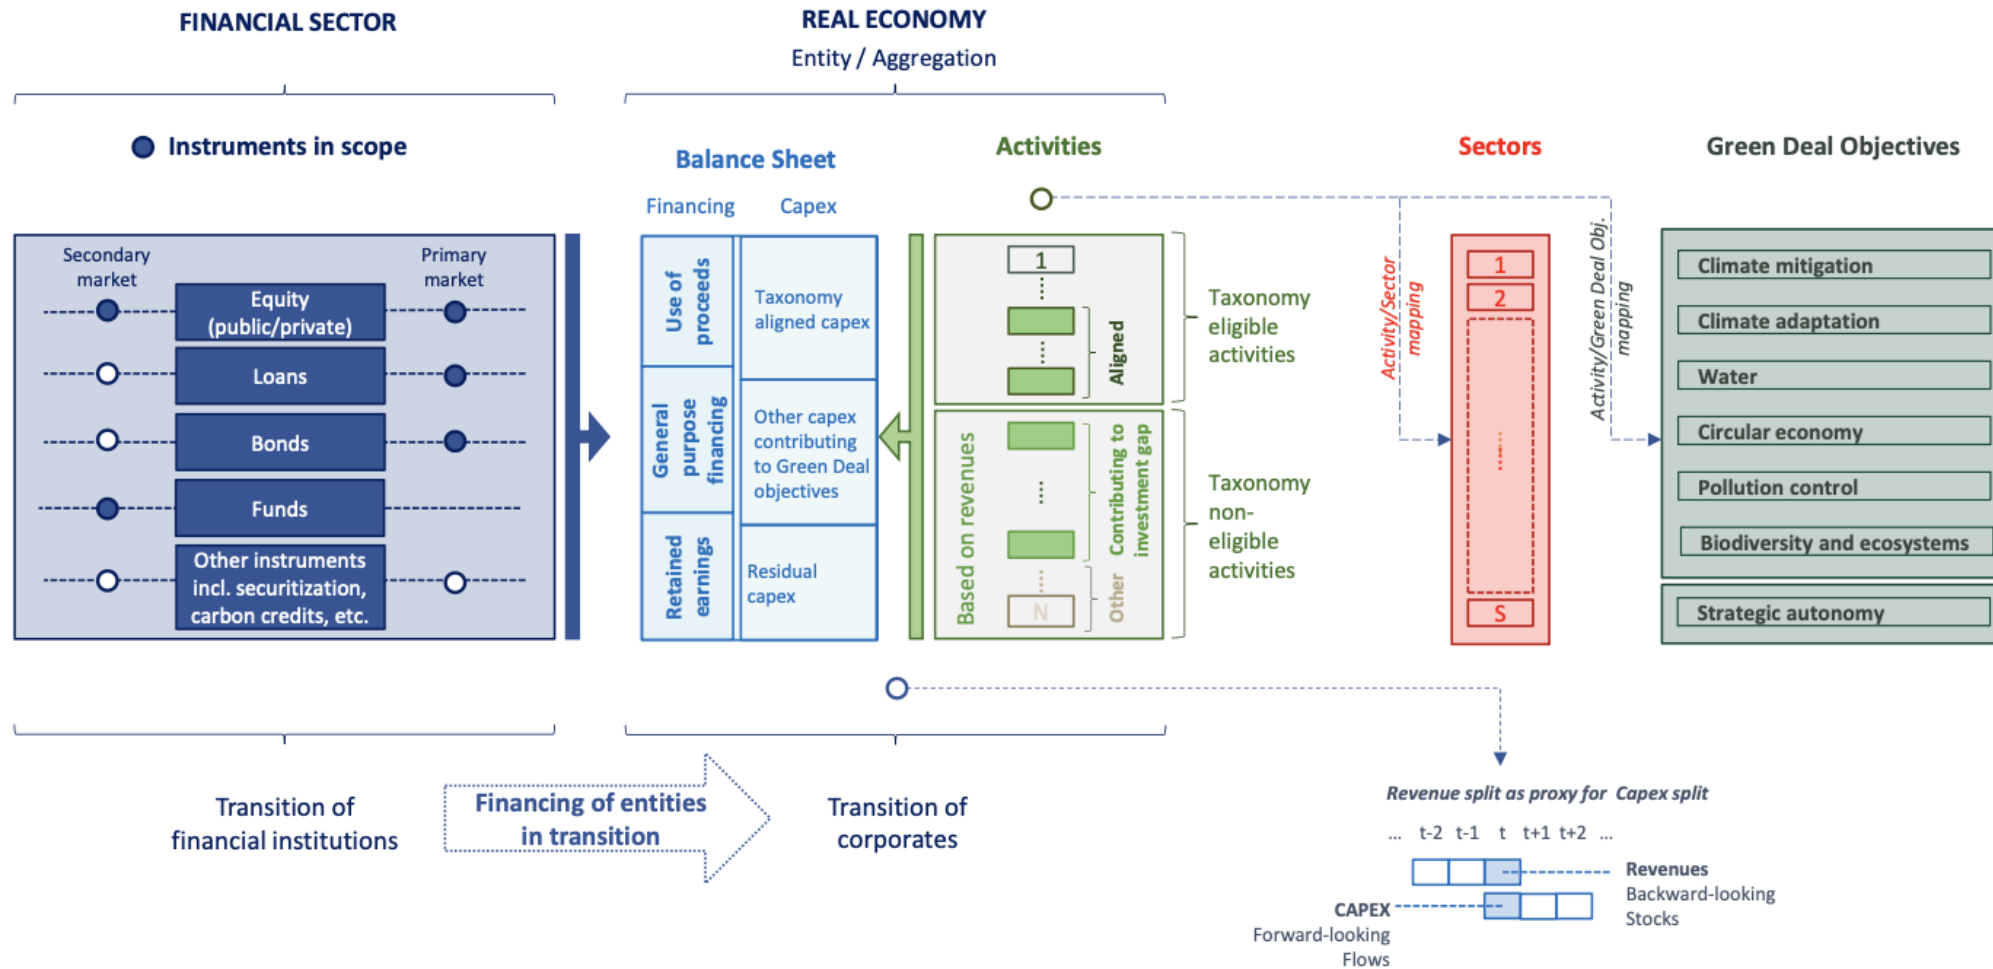 FINANCIAL SECTOR
REAL ECONOMY
Entity / Aggregation
Instruments in scope
Balance Sheet
Activities
Sectors
Green Deal Objectives
Financing
Capex
Secondary
market
Primary
market
Equity
(public/private)
Loans
Bonds
Funds
Other instruments
incl. securitization,
carbon credits, etc.
Use of
proceeds
General
purpose
financing
Retained
earnings
Taxonomy
aligned capex
Other capex
contributing
to Green Deal
objectives
Residual
capex
1
Aligned
Based on revenues
Contributing to
investment gap
N
Other
Taxonomy
eligible
activities
Taxonomy
non-
eligible
activities
Activity/Sector
mapping
1
2
S
Activity/Green Deal Obj.
mapping
Climate mitigation
Climate adaptation
Water
Circular economy
Pollution control
Biodiversity and ecosystems
Strategic autonomy
Transition of
financial institutions
Financing of entities
in transition
Transition of
corporates
Revenue split as proxy for Capex split
... t-2 t-1 t t+1 t+2 ...
Revenues
Backward-looking
Stocks
CAPEX
Forward-looking
Flows